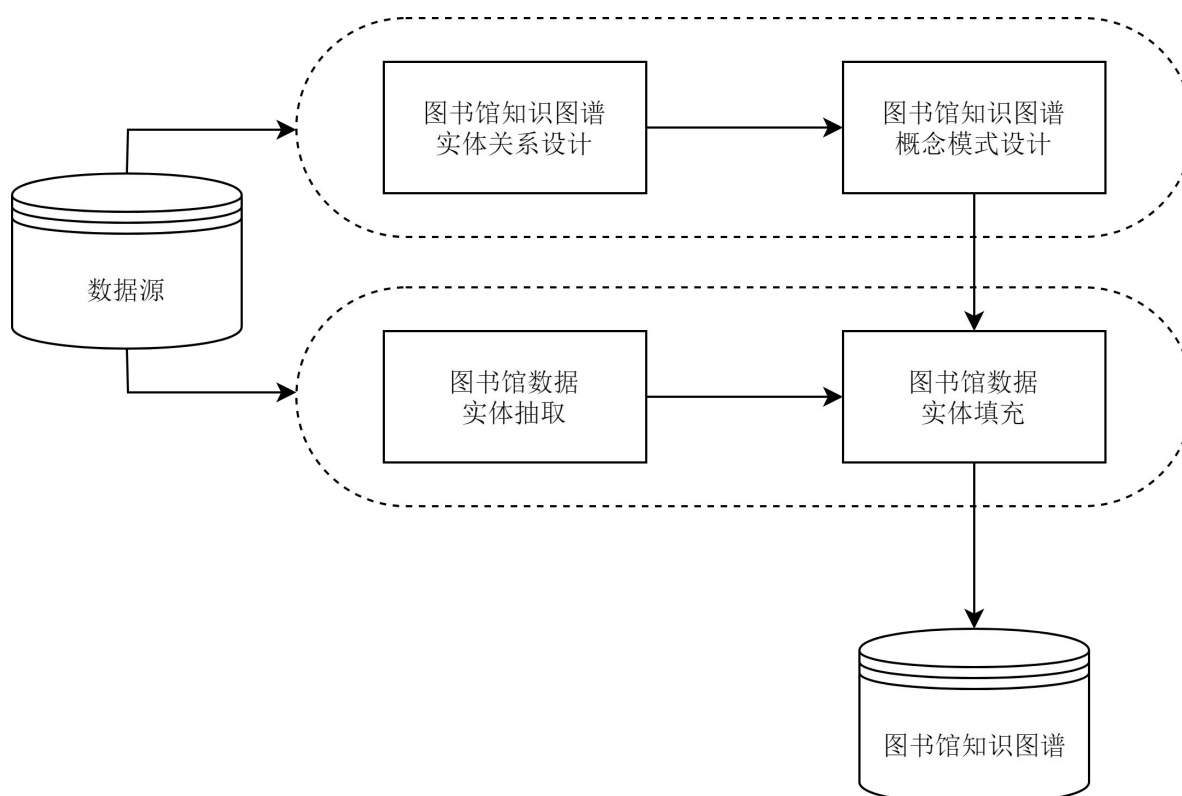 图书馆知识图谱
实体关系设计
图书馆知识图谱
概念模式设计
数据源
图书馆数据
实体抽取
图书馆数据
实体填充
图书馆知识图谱